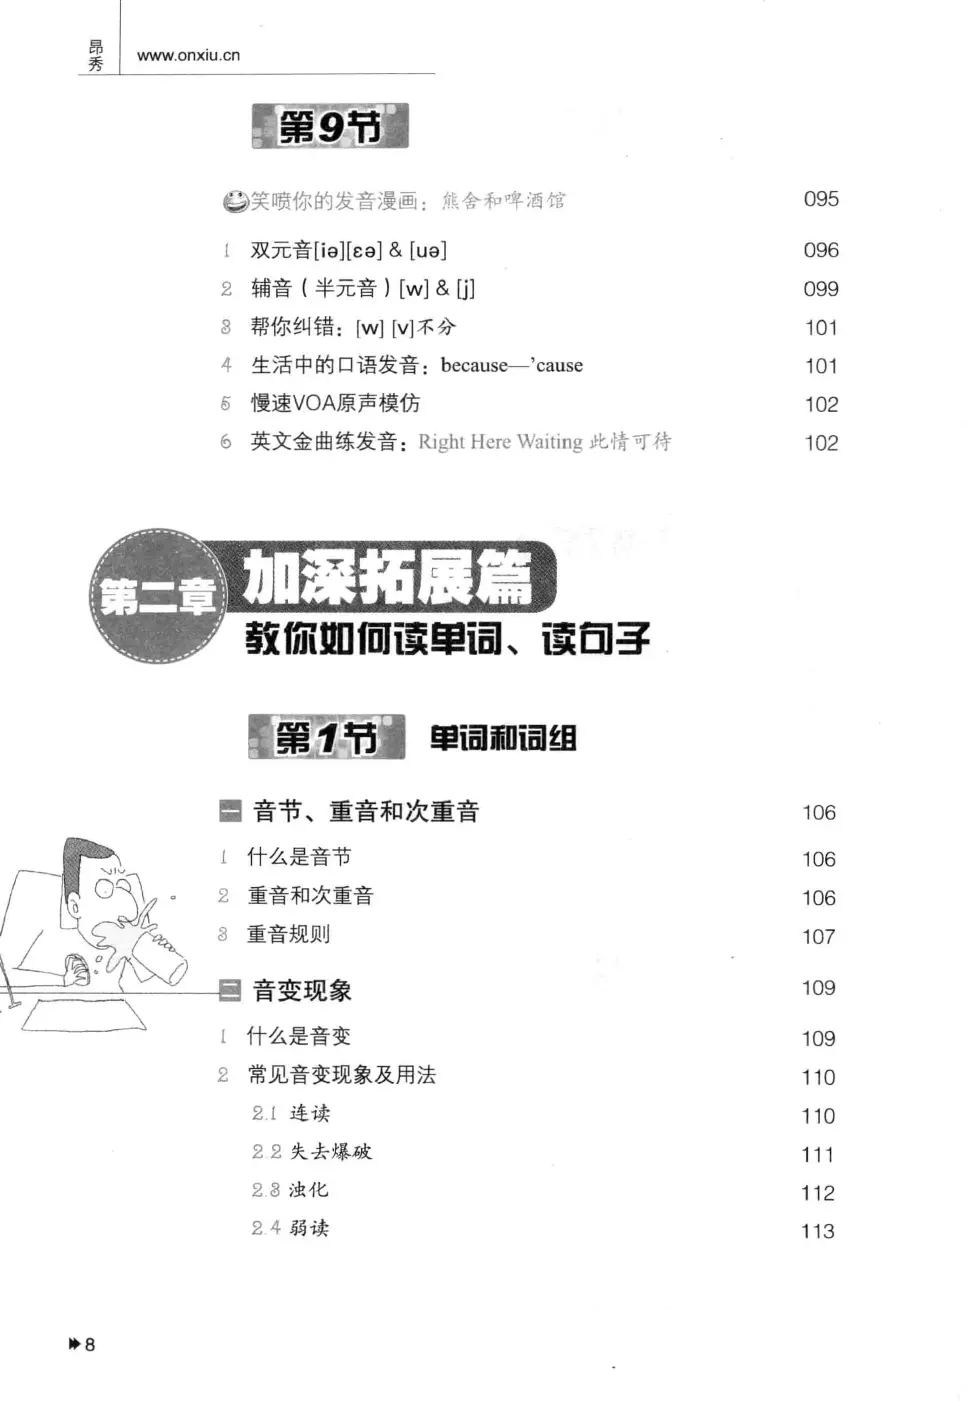 昂秀
www.onxiu.cn
第9节
笑喷你的发音漫画：熊舍和啤酒馆 095
1 双元音[iə][ɛə] & [uə] 096
2 辅音（半元音）[w] & [j] 099
3 帮你纠错：[w] [v]不分 101
4 生活中的口语发音：because—’cause 101
5 慢速VOA原声模仿 102
6 英文金曲练发音：Right Here Waiting 此情可待 102
第二章 加深拓展篇
教你如何读单词、读句子
第1节 单词和词组
一 音节、重音和次重音 106
1 什么是音节 106
2 重音和次重音 106
3 重音规则 107
二 音变现象 109
1 什么是音变 109
2 常见音变现象及用法 110
2.1 连读 110
2.2 失去爆破 111
2.3 浊化 112
2.4 弱读 113
8